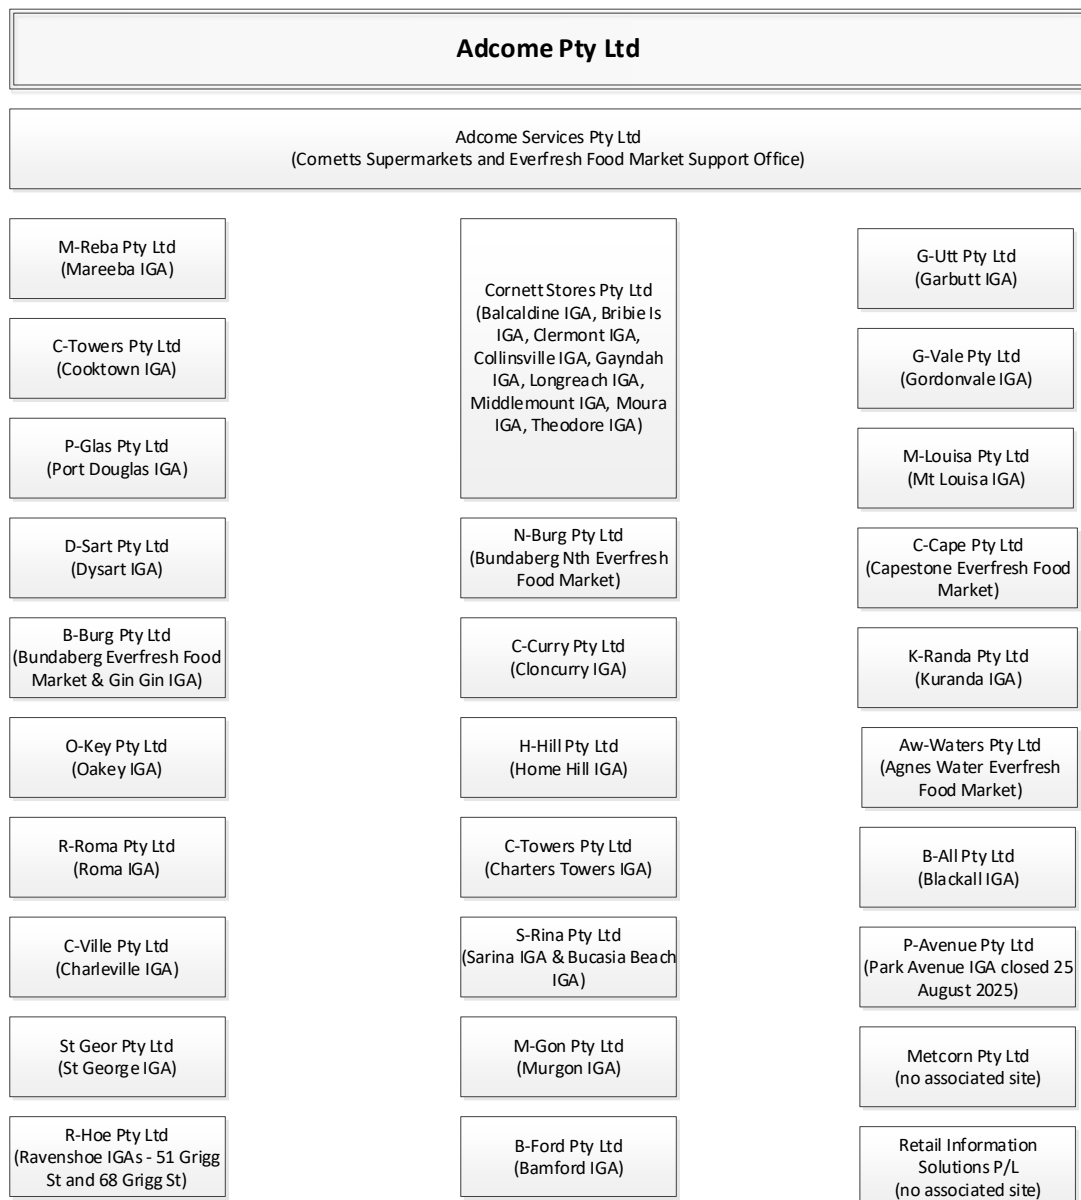 Adcome Pty Ltd
Adcome Services Pty Ltd
(Cornetts Supermarkets and Everfresh Food Market Support Office)
M-Reba Pty Ltd
(Mareeba IGA)
C-Towers Pty Ltd
(Cooktown IGA)
P-Glas Pty Ltd
(Port Douglas IGA)
D-Sart Pty Ltd
(Dysart IGA)
B-Burg Pty Ltd
(Bundaberg Everfresh Food
Market & Gin Gin IGA)
O-Key Pty Ltd
(Oakey IGA)
R-Roma Pty Ltd
(Roma IGA)
C-Ville Pty Ltd
(Charleville IGA)
St Geor Pty Ltd
(St George IGA)
R-Hoe Pty Ltd
(Ravenshoe IGAs - 51 Grigg
St and 68 Grigg St)
Cornett Stores Pty Ltd
(Balcaldine IGA, Bribie Is
IGA, Clermont IGA,
Collinsville IGA, Gayndah
IGA, Longreach IGA,
Middlemount IGA, Moura
IGA, Theodore IGA)
N-Burg Pty Ltd
(Bundaberg Nth Everfresh
Food Market)
C-Curry Pty Ltd
(Cloncurry IGA)
H-Hill Pty Ltd
(Home Hill IGA)
C-Towers Pty Ltd
(Charters Towers IGA)
S-Rina Pty Ltd
(Sarina IGA & Bucasia Beach
IGA)
M-Gon Pty Ltd
(Murgon IGA)
B-Ford Pty Ltd
(Bamford IGA)
G-Utt Pty Ltd
(Garbutt IGA)
G-Vale Pty Ltd
(Gordonvale IGA)
M-Louisa Pty Ltd
(Mt Louisa IGA)
C-Cape Pty Ltd
(Capestone Everfresh Food
Market)
K-Randa Pty Ltd
(Kuranda IGA)
Aw-Waters Pty Ltd
(Agnes Water Everfresh
Food Market)
B-All Pty Ltd
(Blackall IGA)
P-Avenue Pty Ltd
(Park Avenue IGA closed 25
August 2025)
Metcorn Pty Ltd
(no associated site)
Retail Information
Solutions P/L
(no associated site)